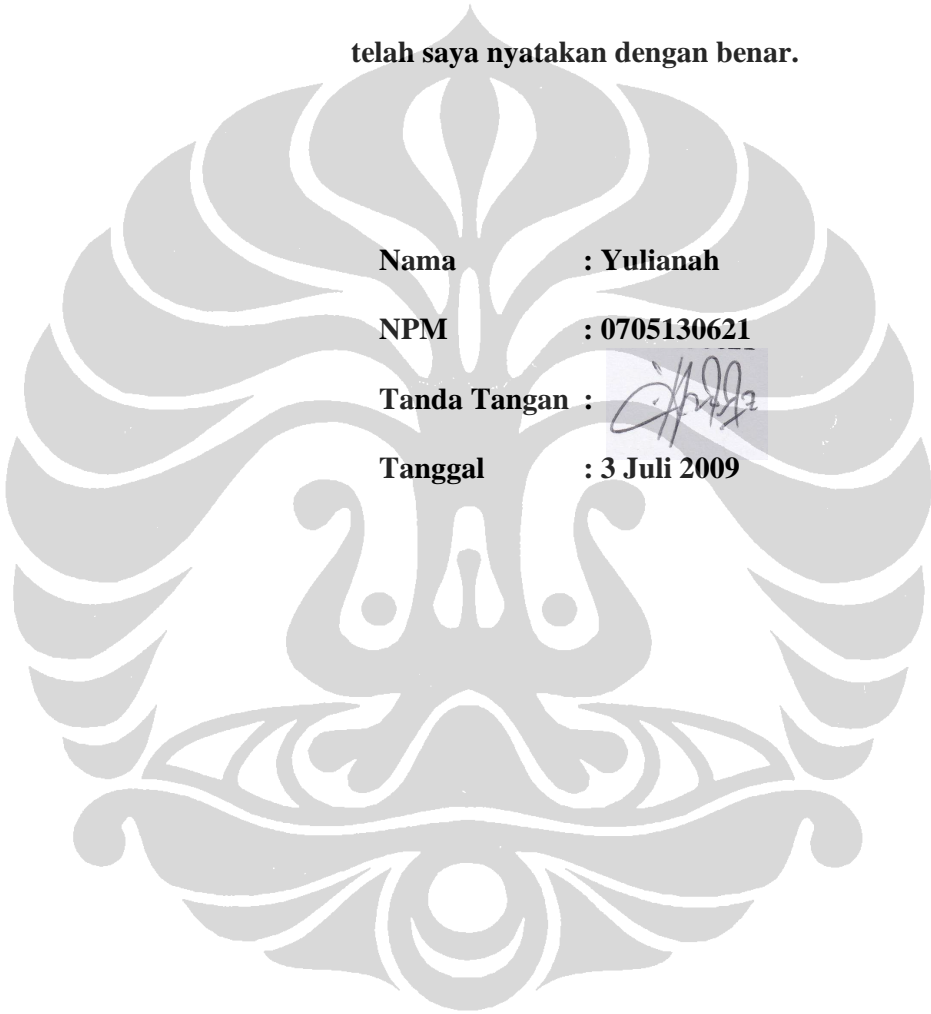 telah saya nyatakan dengan benar.
Nama : Yulianah
NPM : 0705130621
Tanda Tangan :
Tanggal : 3 Juli 2009